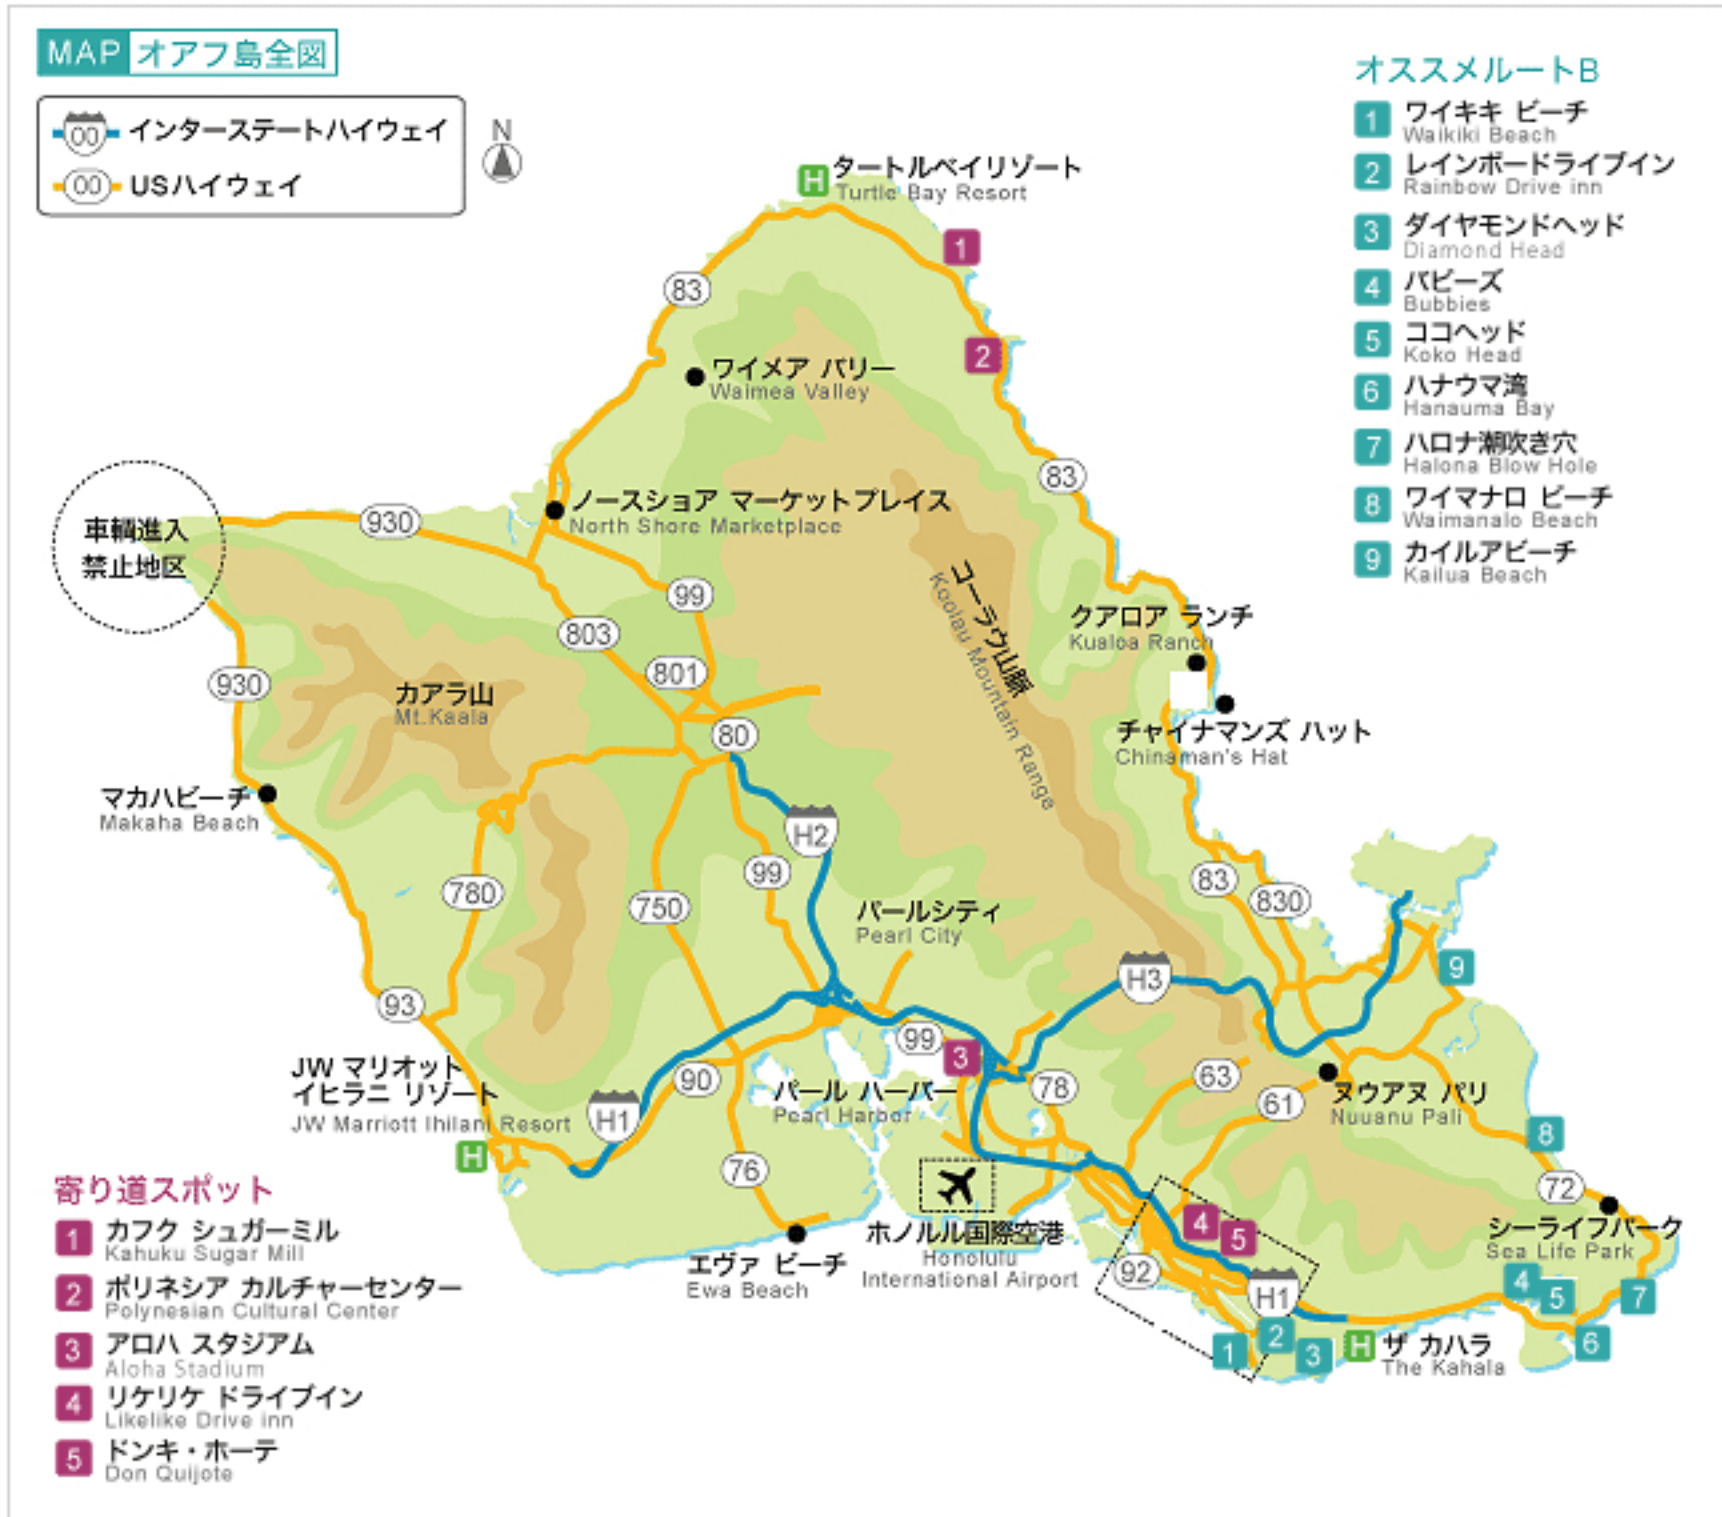 MAP オアフ島全図
00 インターステートハイウェイ
00 USハイウェイ
N
オススメルートB
1 ワイキキ ビーチ
Waikiki Beach
2 レインボードライブイン
Rainbow Drive inn
3 ダイヤモンドヘッド
Diamond Head
4 バビーズ
Bubbies
5 ココヘッド
Koko Head
6 ハナウマ湾
Hanauma Bay
7 ハロナ潮吹き穴
Halona Blow Hole
8 ワイマナロ ビーチ
Waimanalo Beach
9 カイルアビーチ
Kailua Beach
H タートルベイリゾート
Turtle Bay Resort
1
83
2
ワイメア バリー
Waimea Valley
83
ノースショア マーケットプレイス
North Shore Marketplace
車輌進入
禁止地区
930
99
803
801
コーラウ山脈
Koolau Mountain Range
クアロア ランチ
Kualoa Ranch
930
カアラ山
Mt.Kaala
80
チャイナマンズ ハット
Chinaman's Hat
マカハビーチ
Makaha Beach
H2
99
780
750
83
830
パールシティ
Pearl City
9
H3
93
99
3
JW マリオット
イヒラニ リゾート
JW Marriott Ihilani Resort
H
90
H1
パール ハーバー
Pearl Harbor
78
63
61
ヌウアヌ パリ
Nuuanu Pali
8
76
72
シーライフパーク
Sea Life Park
エヴァ ビーチ
Ewa Beach
ホノルル国際空港
Honolulu
International Airport
4
5
92
H1
4
5
7
6
1
2
3
H ザ カハラ
The Kahala
寄り道スポット
1 カフク シュガーミル
Kahuku Sugar Mill
2 ポリネシア カルチャーセンター
Polynesian Cultural Center
3 アロハ スタジアム
Aloha Stadium
4 リケリケ ドライブイン
Likelike Drive inn
5 ドンキ・ホーテ
Don Quijote